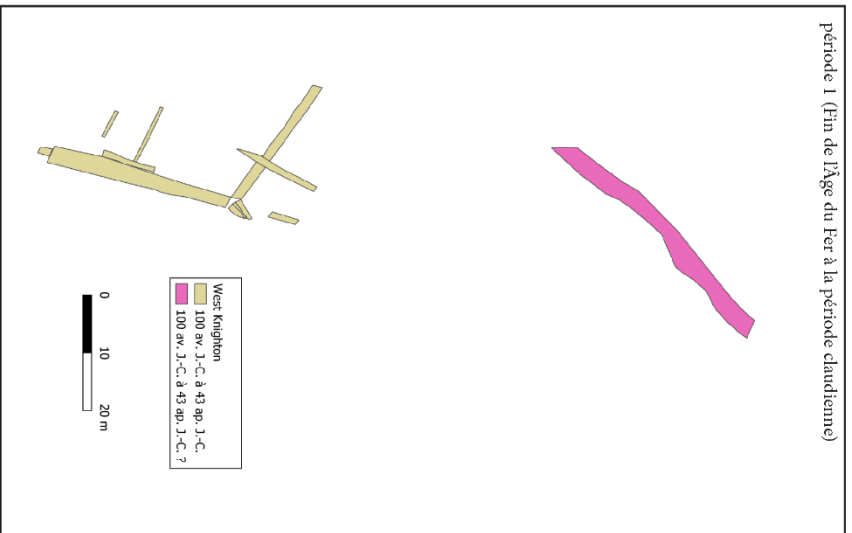 période 1 (Fin de l'Âge du Fer à la période claudienne)
West Knighton
100 av. J.-C. à 43 ap. J.-C.
100 av. J.-C. à 43 ap. J.-C. ?
0 10 20 m